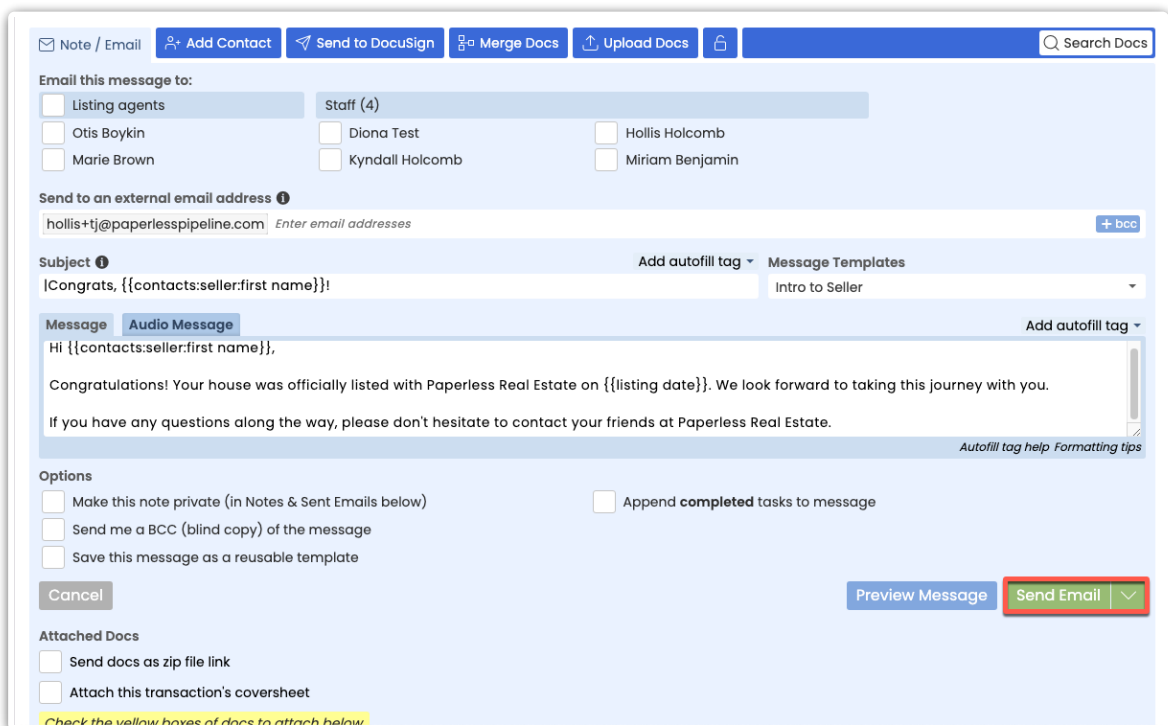 Note / Email Add Contact Send to DocuSign Merge Docs Upload Docs Search Docs
Email this message to:
Listing agents Staff (4)
Otis Boykin Diona Test Hollis Holcomb
Marie Brown Kyndall Holcomb Miriam Benjamin
Send to an external email address
hollis+tj@paperlesspipeline.com Enter email addresses + bcc
Subject Add autofill tag Message Templates
Congrats, {{contacts:seller:first name}}! Intro to Seller
Message Audio Message Add autofill tag
Hi {{contacts:seller:first name}},
Congratulations! Your house was officially listed with Paperless Real Estate on {{listing date}}. We look forward to taking this journey with you.
If you have any questions along the way, please don't hesitate to contact your friends at Paperless Real Estate.
Autofill tag help Formatting tips
Options
Make this note private (in Notes & Sent Emails below) Append completed tasks to message
Send me a BCC (blind copy) of the message
Save this message as a reusable template
Cancel Preview Message Send Email
Attached Docs
Send docs as zip file link
Attach this transaction's coversheet
Check the yellow boxes of docs to attach below